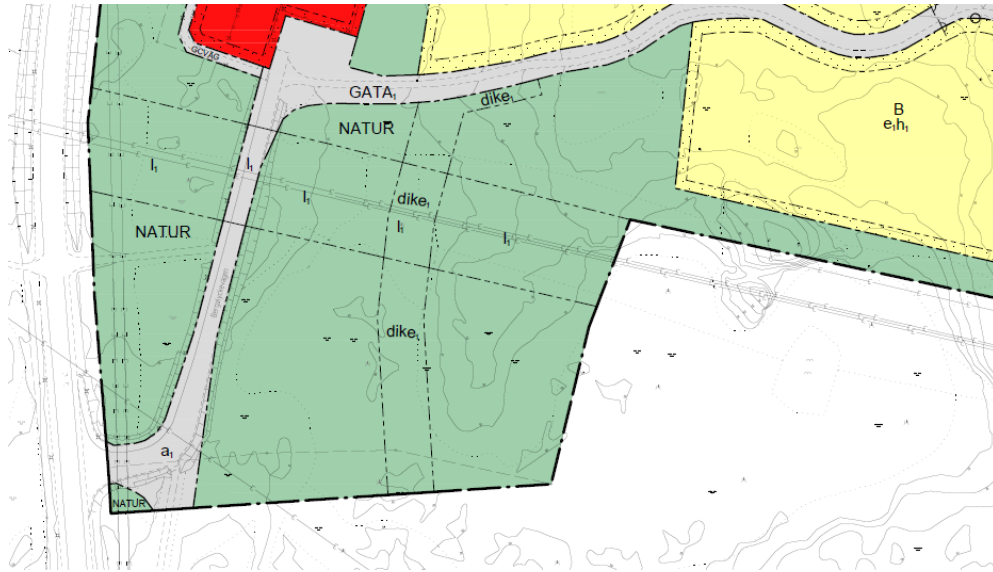 GCVÄG
GATA₁
dike₁
NATUR
B
e₁h₁
l₁
l₁
l₁
dike₁
l₁
l₁
NATUR
dike₁
a₁
NATUR